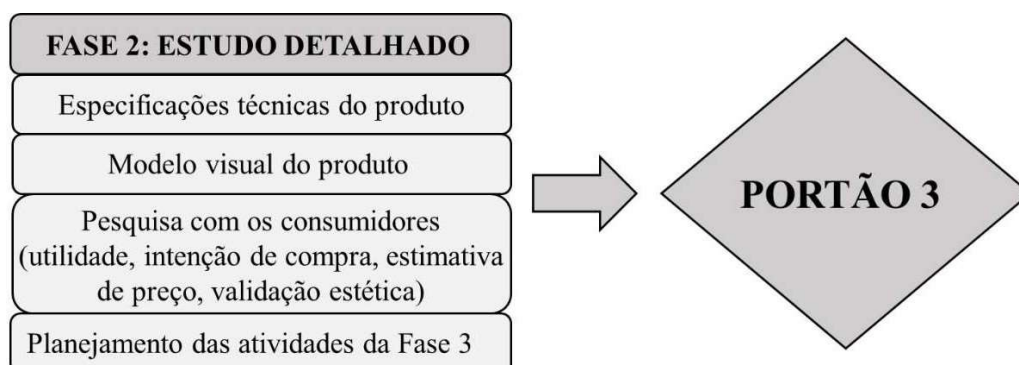 FASE 2: ESTUDO DETALHADO
Especificações técnicas do produto
Modelo visual do produto
Pesquisa com os consumidores
(utilidade, intenção de compra, estimativa
de preço, validação estética)
Planejamento das atividades da Fase 3
PORTÃO 3